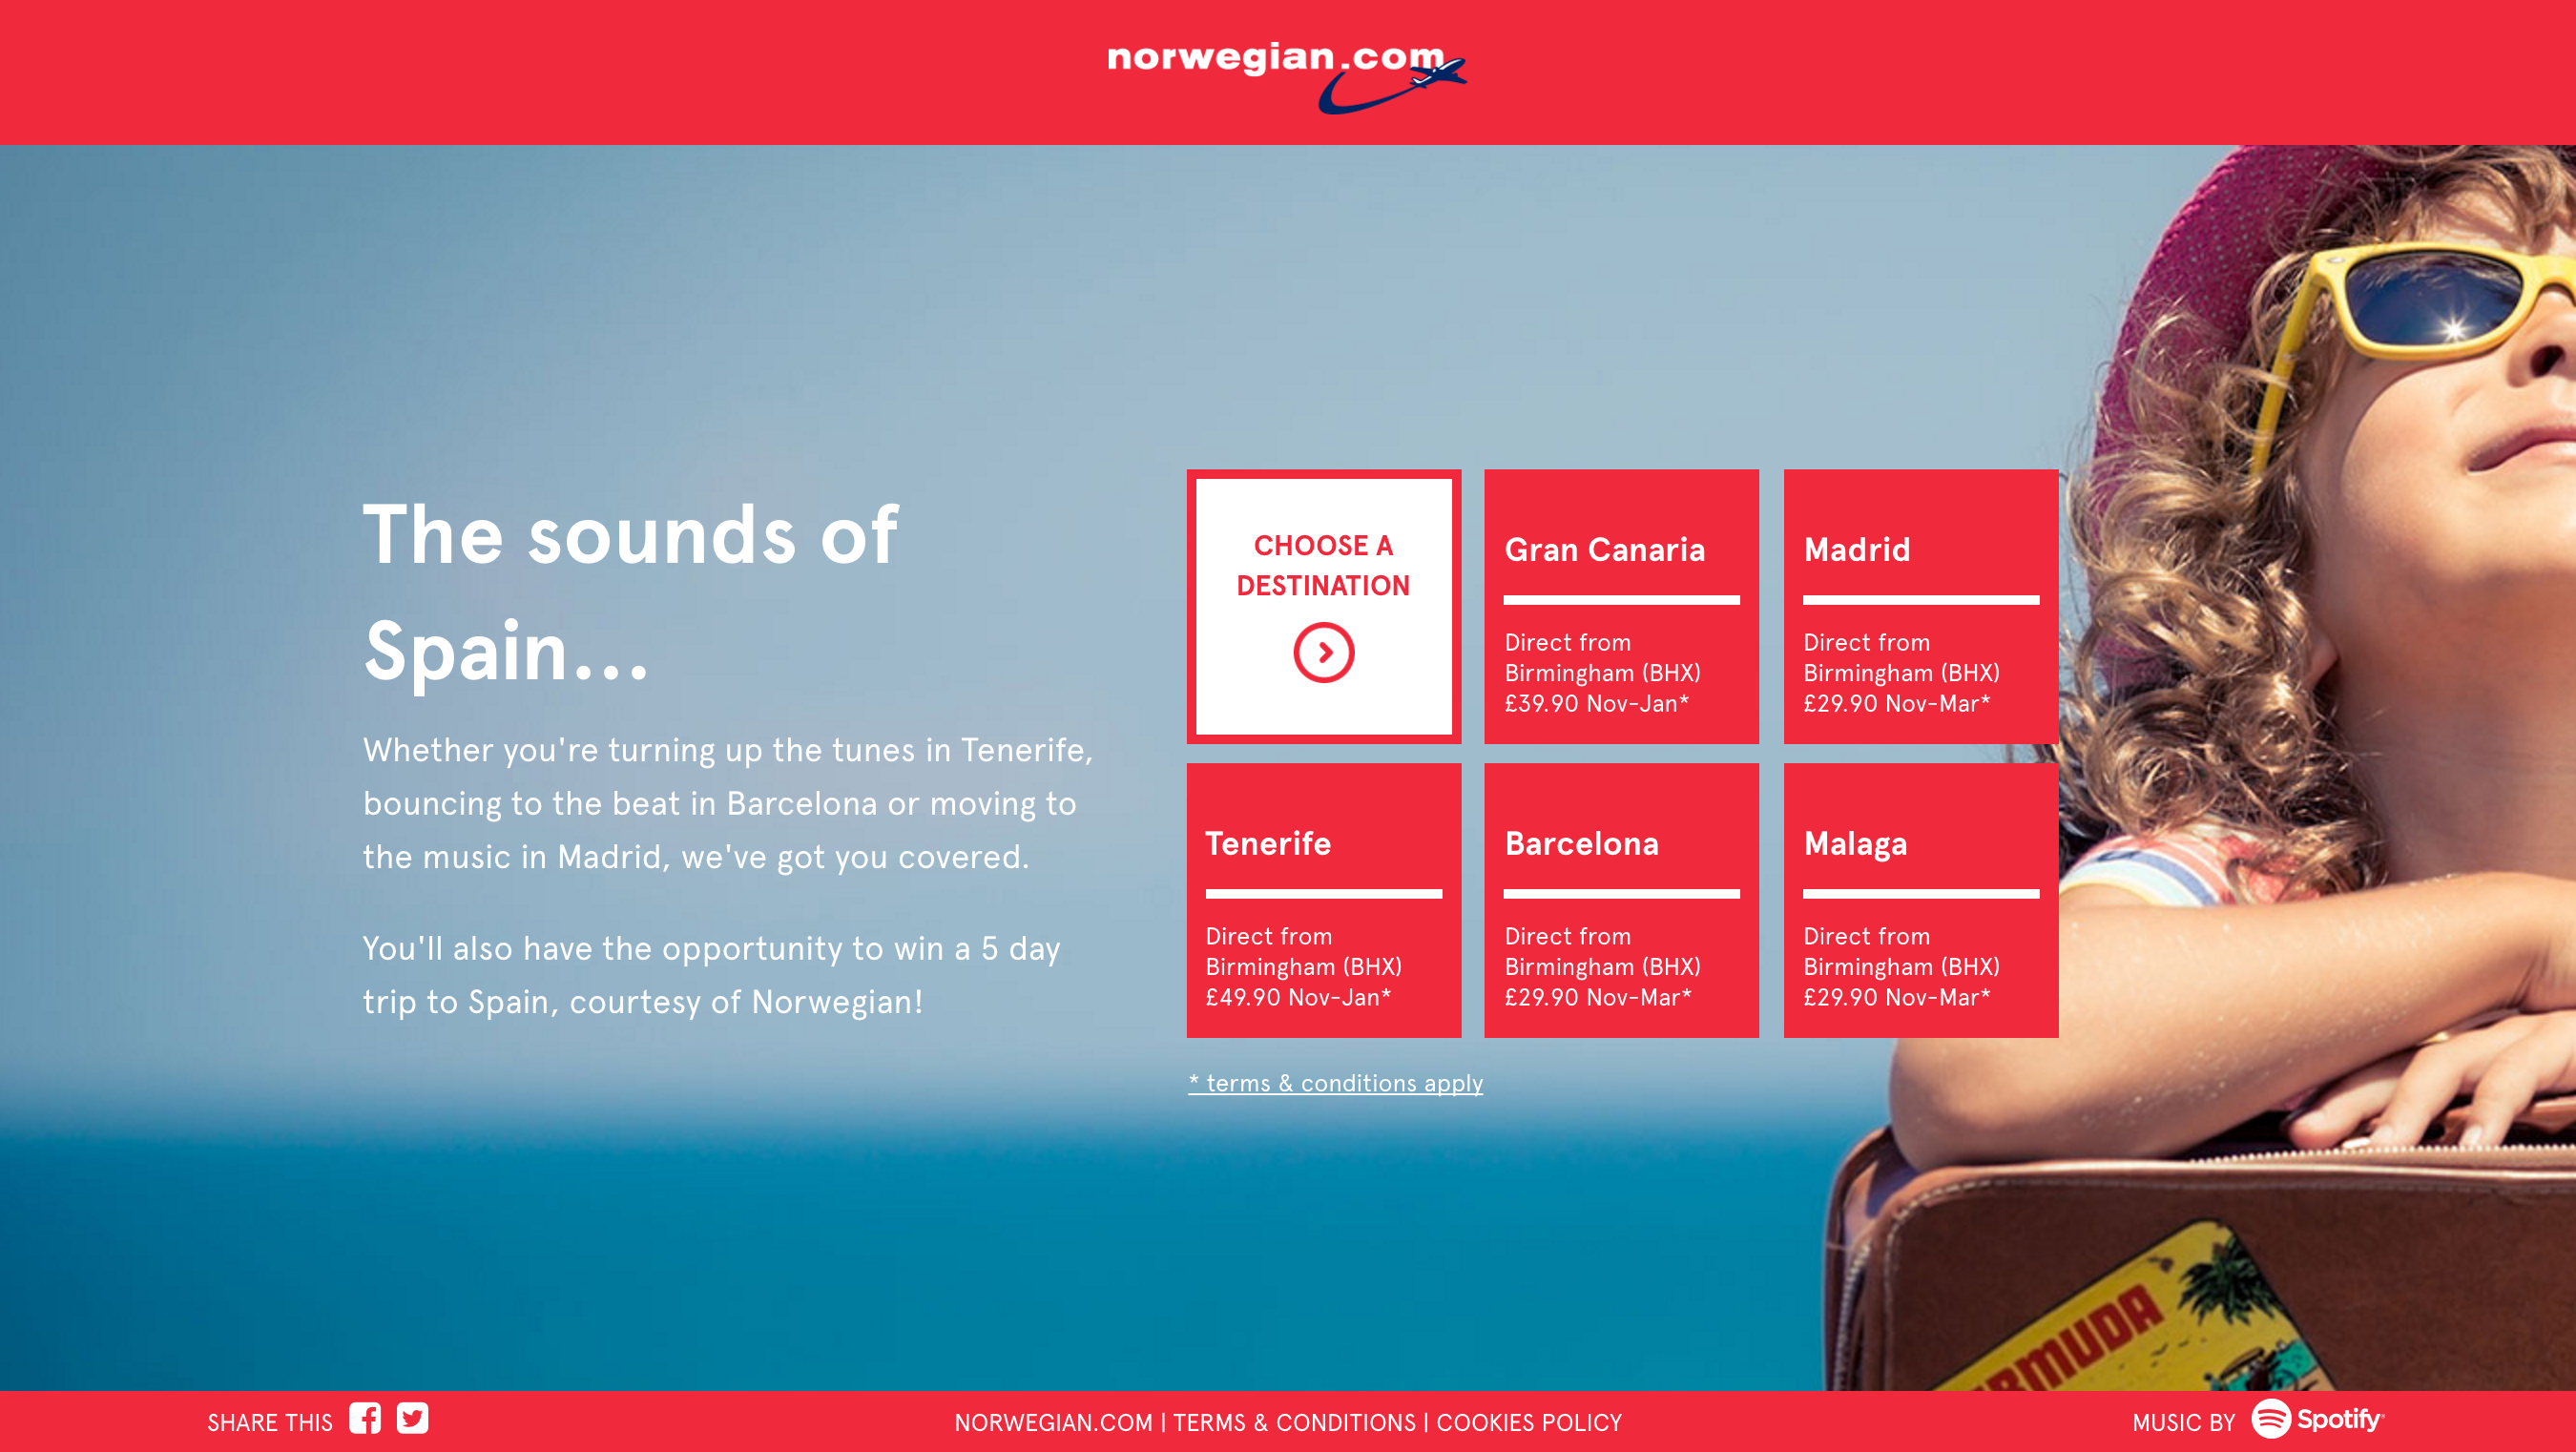 norwegian.com
The sounds of
Spain...
Whether you're turning up the tunes in Tenerife,
bouncing to the beat in Barcelona or moving to
the music in Madrid, we've got you covered.
You'll also have the opportunity to win a 5 day
trip to Spain, courtesy of Norwegian!
CHOOSE A
DESTINATION
Gran Canaria
Direct from
Birmingham (BHX)
£39.90 Nov-Jan*
Madrid
Direct from
Birmingham (BHX)
£29.90 Nov-Mar*
Tenerife
Direct from
Birmingham (BHX)
£49.90 Nov-Jan*
Barcelona
Direct from
Birmingham (BHX)
£29.90 Nov-Mar*
Malaga
Direct from
Birmingham (BHX)
£29.90 Nov-Mar*
* terms & conditions apply
RMUDA
SHARE THIS
NORWEGIAN.COM | TERMS & CONDITIONS | COOKIES POLICY
MUSIC BY Spotify®